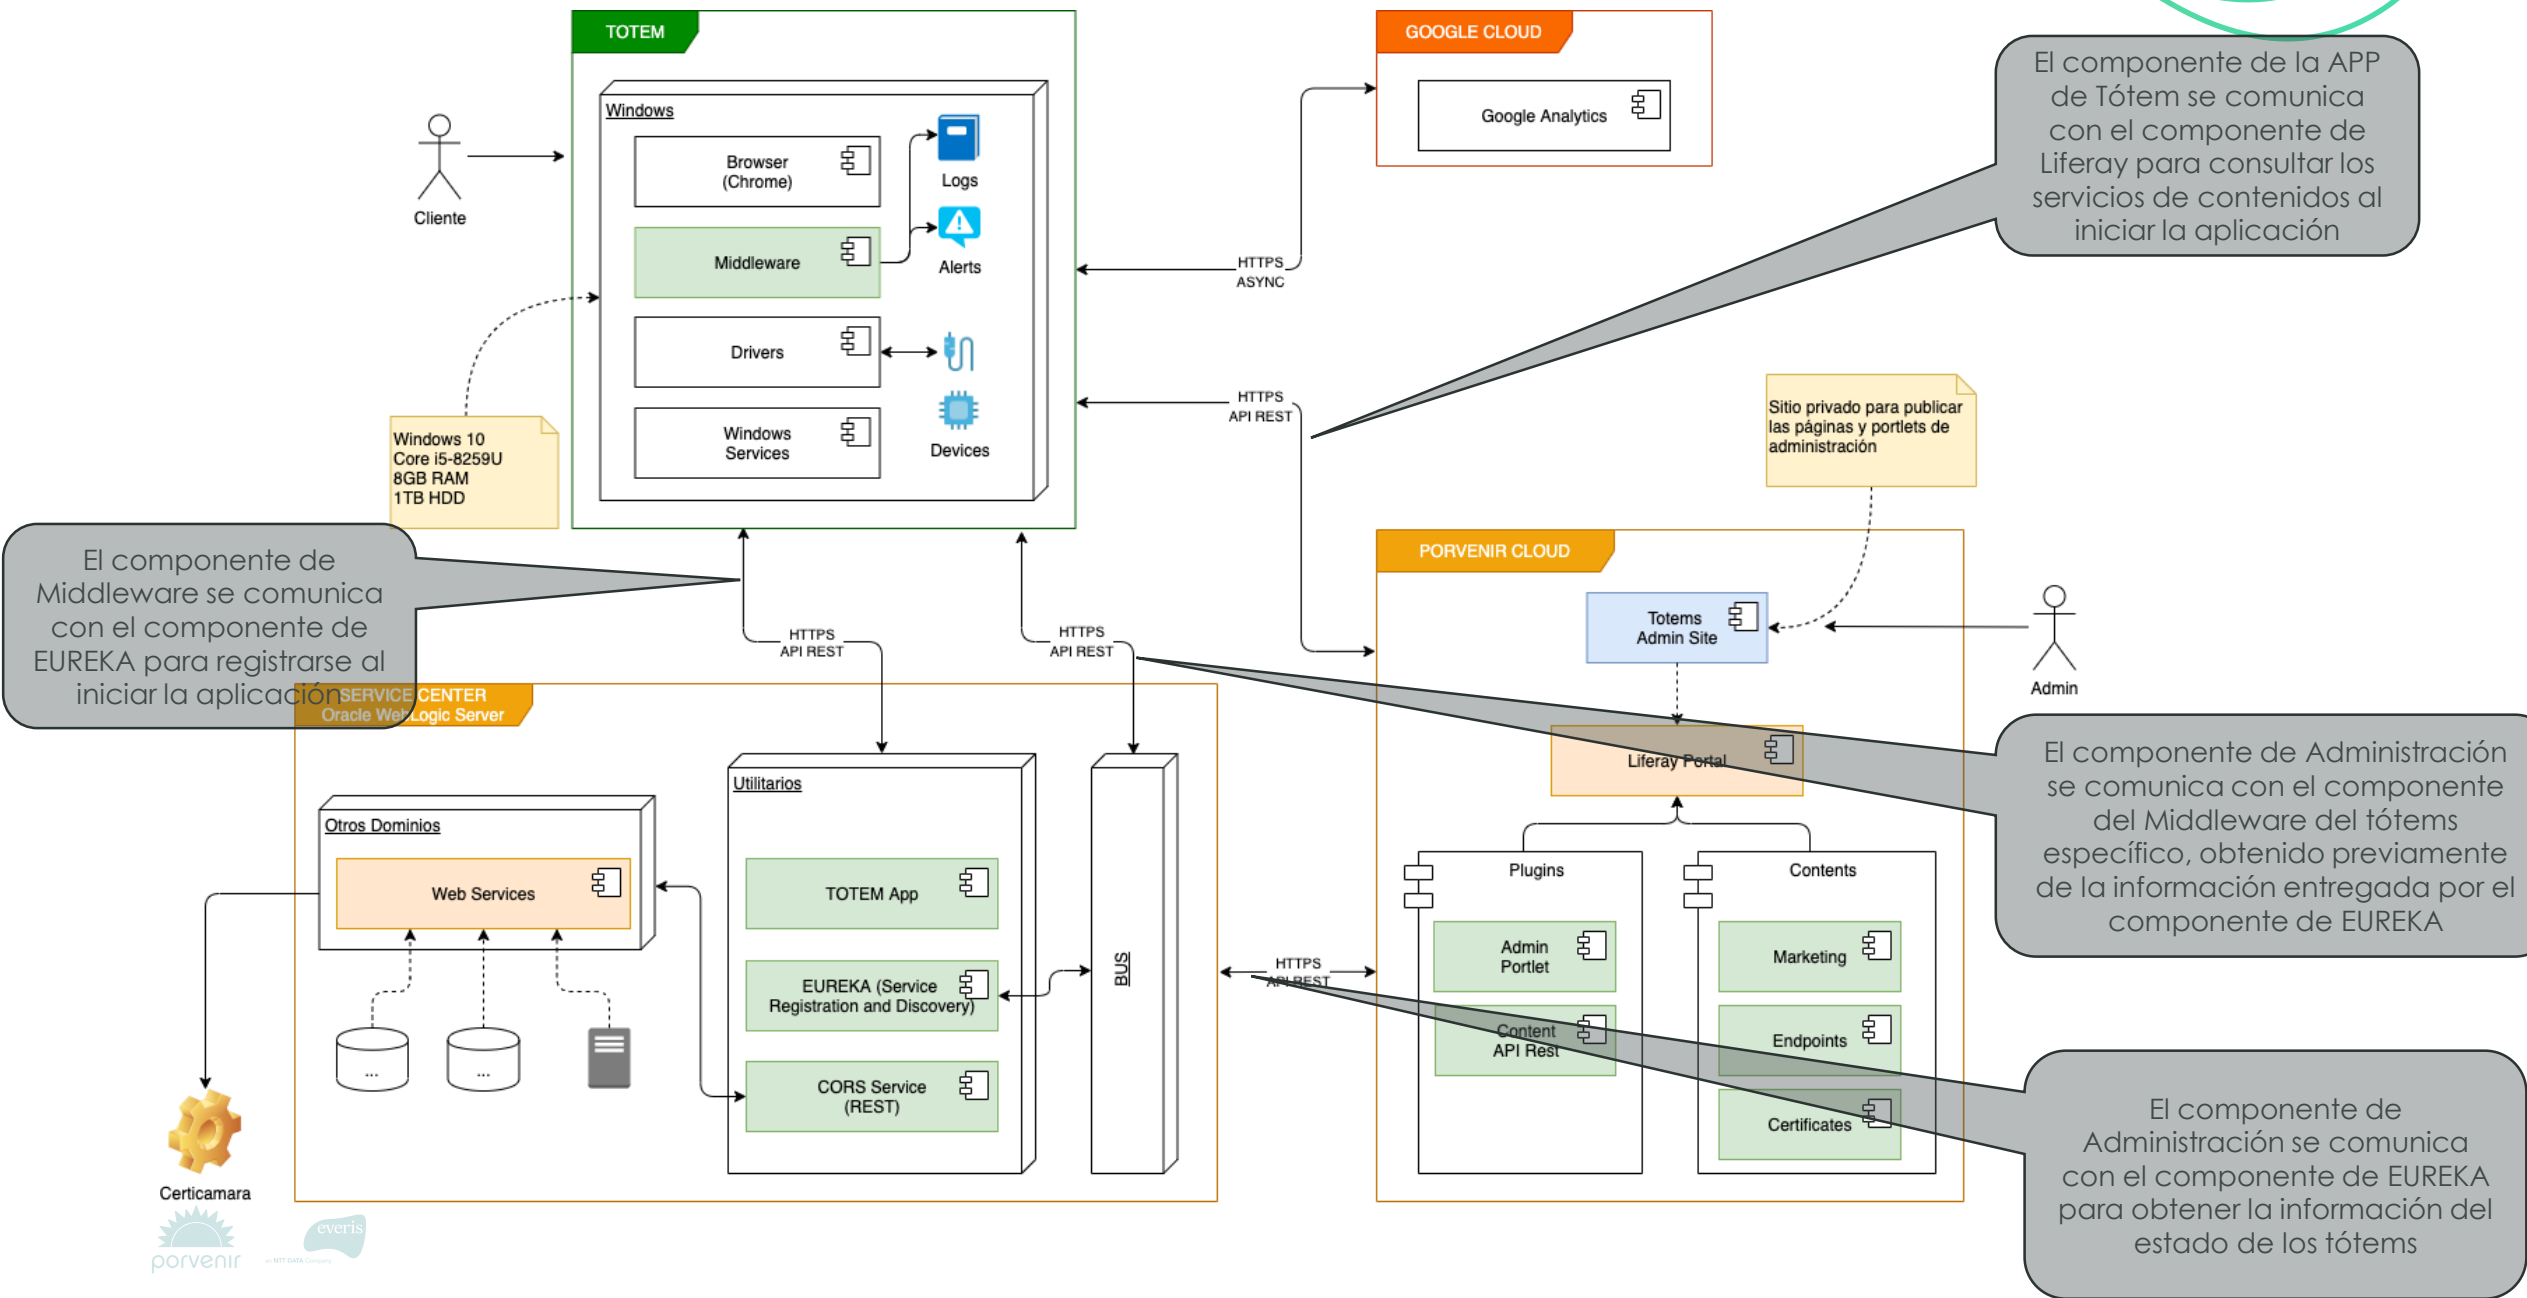 TOTEM
Windows
Browser
(Chrome)
Middleware
Drivers
Windows
Services
Logs
Alerts
Devices
Cliente
Windows 10
Core i5-8259U
8GB RAM
1TB HDD
GOOGLE CLOUD
Google Analytics
HTTPS
ASYNC
HTTPS
API REST
El componente de la APP
de Tótem se comunica
con el componente de
Liferay para consultar los
servicios de contenidos al
iniciar la aplicación
Sitio privado para publicar
las páginas y portlets de
administración
El componente de
Middleware se comunica
con el componente de
EUREKA para registrarse al
iniciar la aplicación
HTTPS
API REST
HTTPS
API REST
SERVICE CENTER
Oracle WebLogic Server
Otros Dominios
Web Services
...
...
Certicamara
Utilitarios
TOTEM App
EUREKA (Service
Registration and Discovery)
CORS Service
(REST)
BUS
HTTPS
API REST
PORVENIR CLOUD
Totems
Admin Site
Admin
Liferay Portal
Plugins
Admin
Portlet
Content
API Rest
Contents
Marketing
Endpoints
Certificates
El componente de Administración
se comunica con el componente
del Middleware del tótems
específico, obtenido previamente
de la información entregada por el
componente de EUREKA
El componente de
Administración se comunica
con el componente de EUREKA
para obtener la información del
estado de los tótems
porvenir
everis
an NTT DATA Company